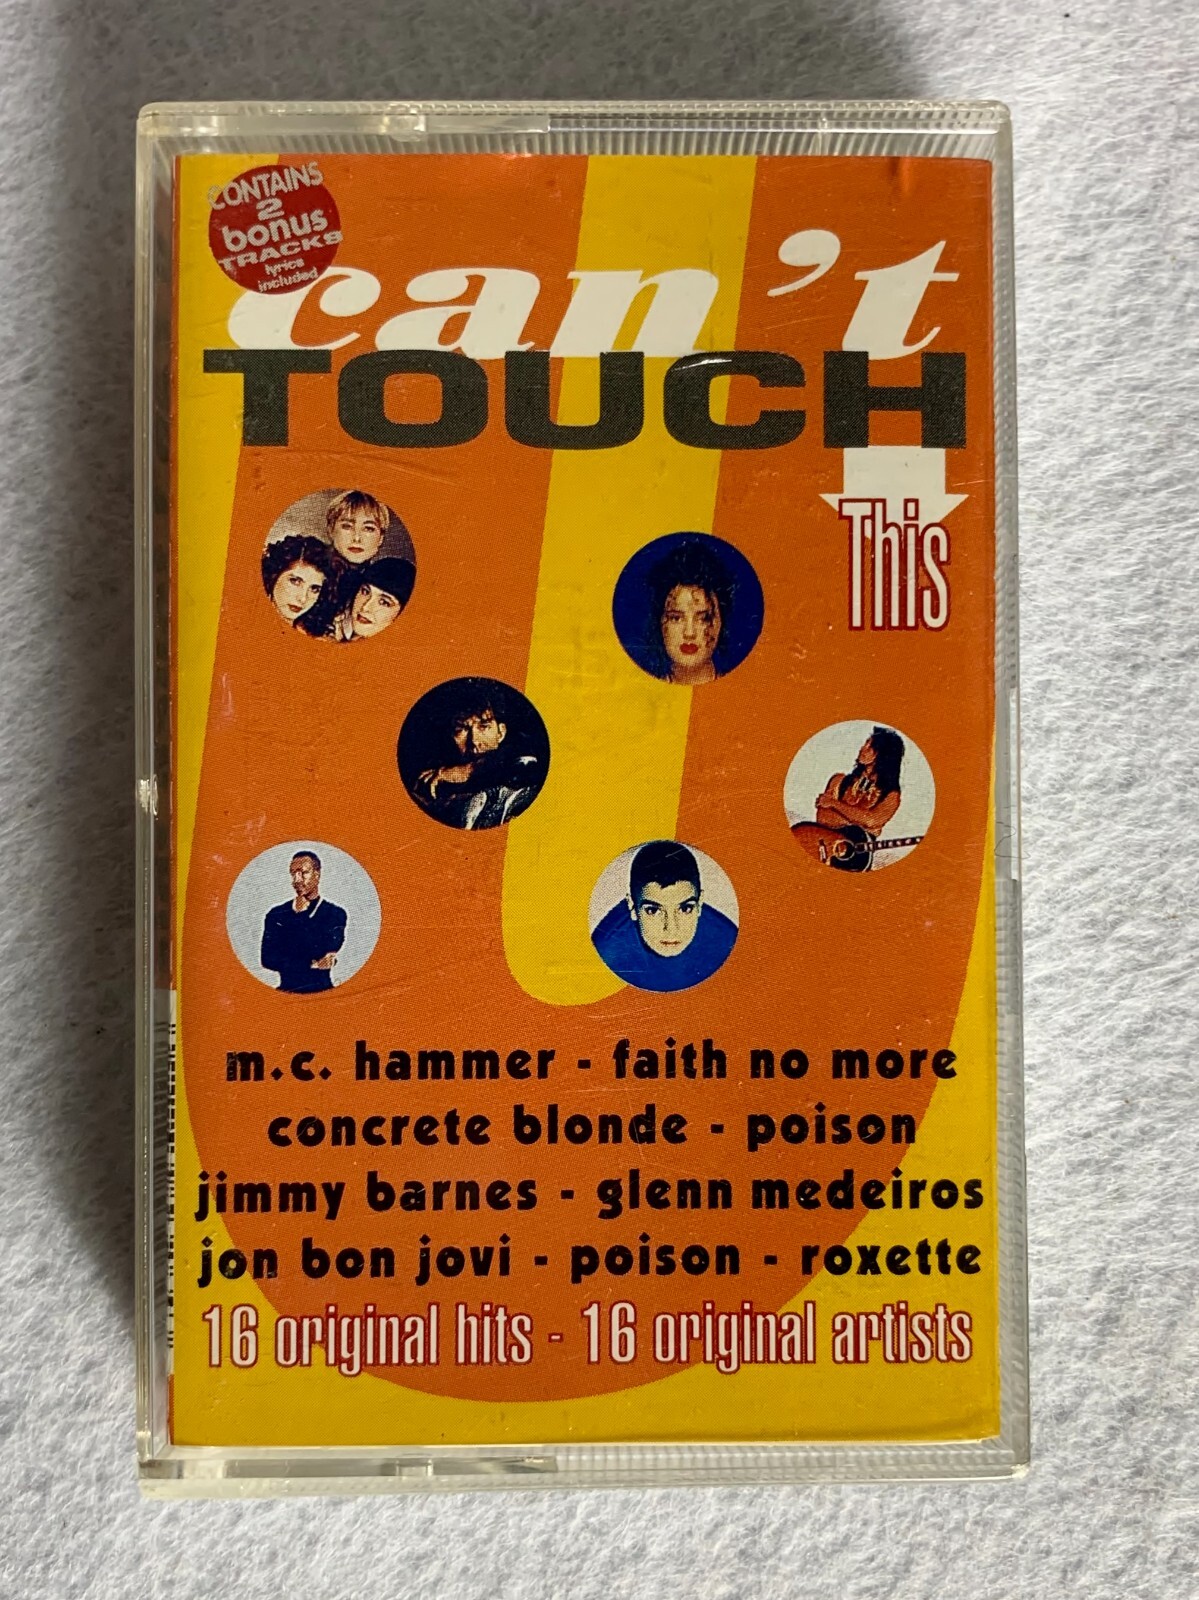 CONTAINS
2
bonus
TRACKS
lyrics
included
can't
TOUCH
This
m.c. hammer - faith no more
concrete blonde - poison
jimmy barnes - glenn medeiros
jon bon jovi - poison - roxette
16 original hits - 16 original artists